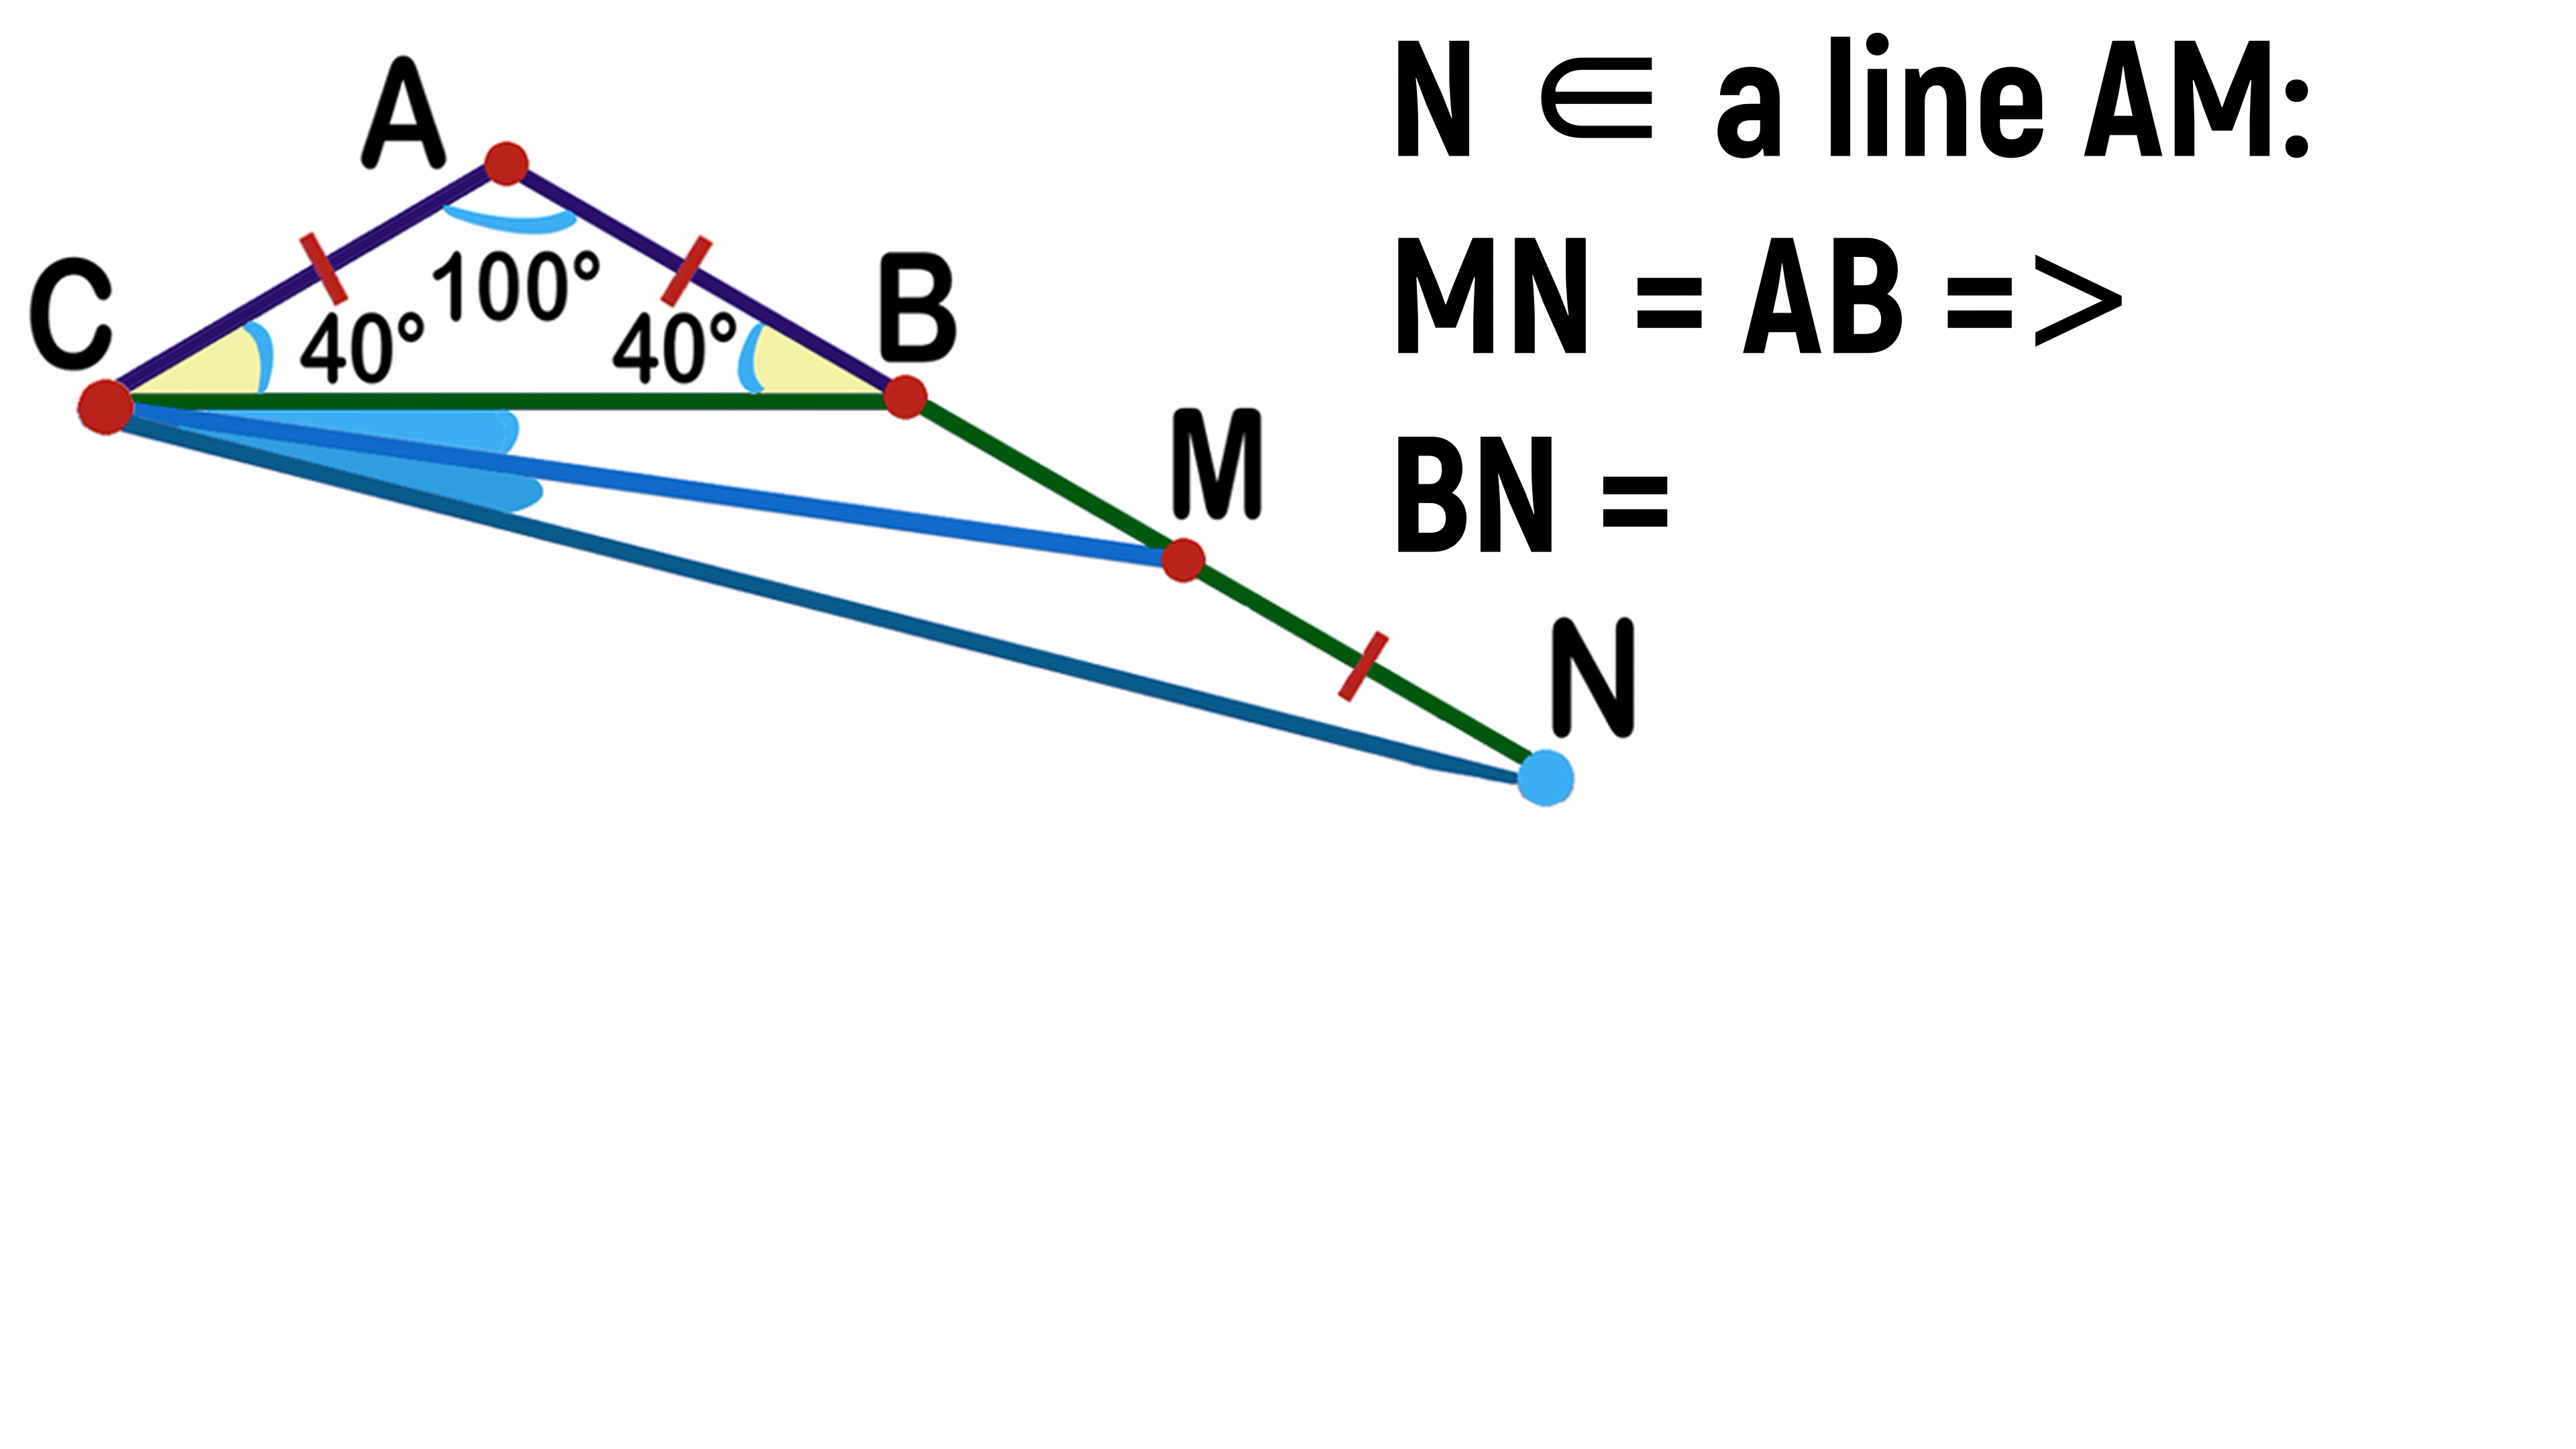 A
C
B
100°
40°
40°
M
N
N ∈ a line AM:
MN = AB =>
BN =